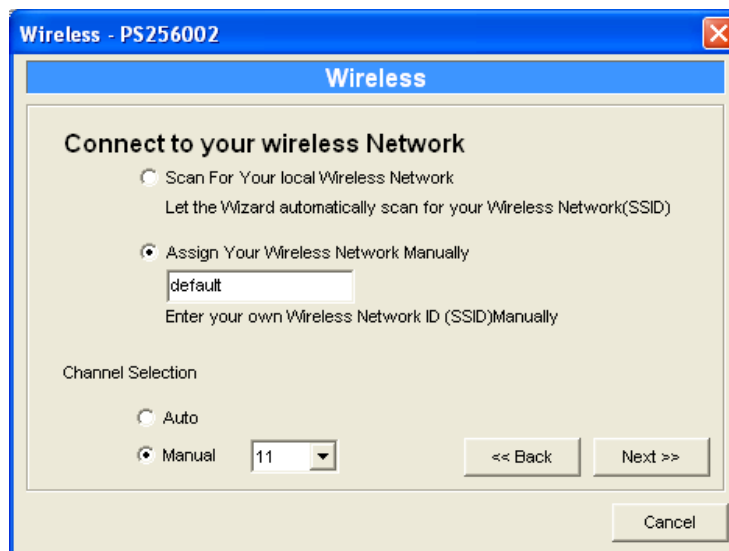 Wireless - PS256002
Wireless
Connect to your wireless Network
Scan For Your local Wireless Network
Let the Wizard automatically scan for your Wireless Network(SSID)
Assign Your Wireless Network Manually
default
Enter your own Wireless Network ID (SSID)Manually
Channel Selection
Auto
Manual 11 << Back Next >>
Cancel